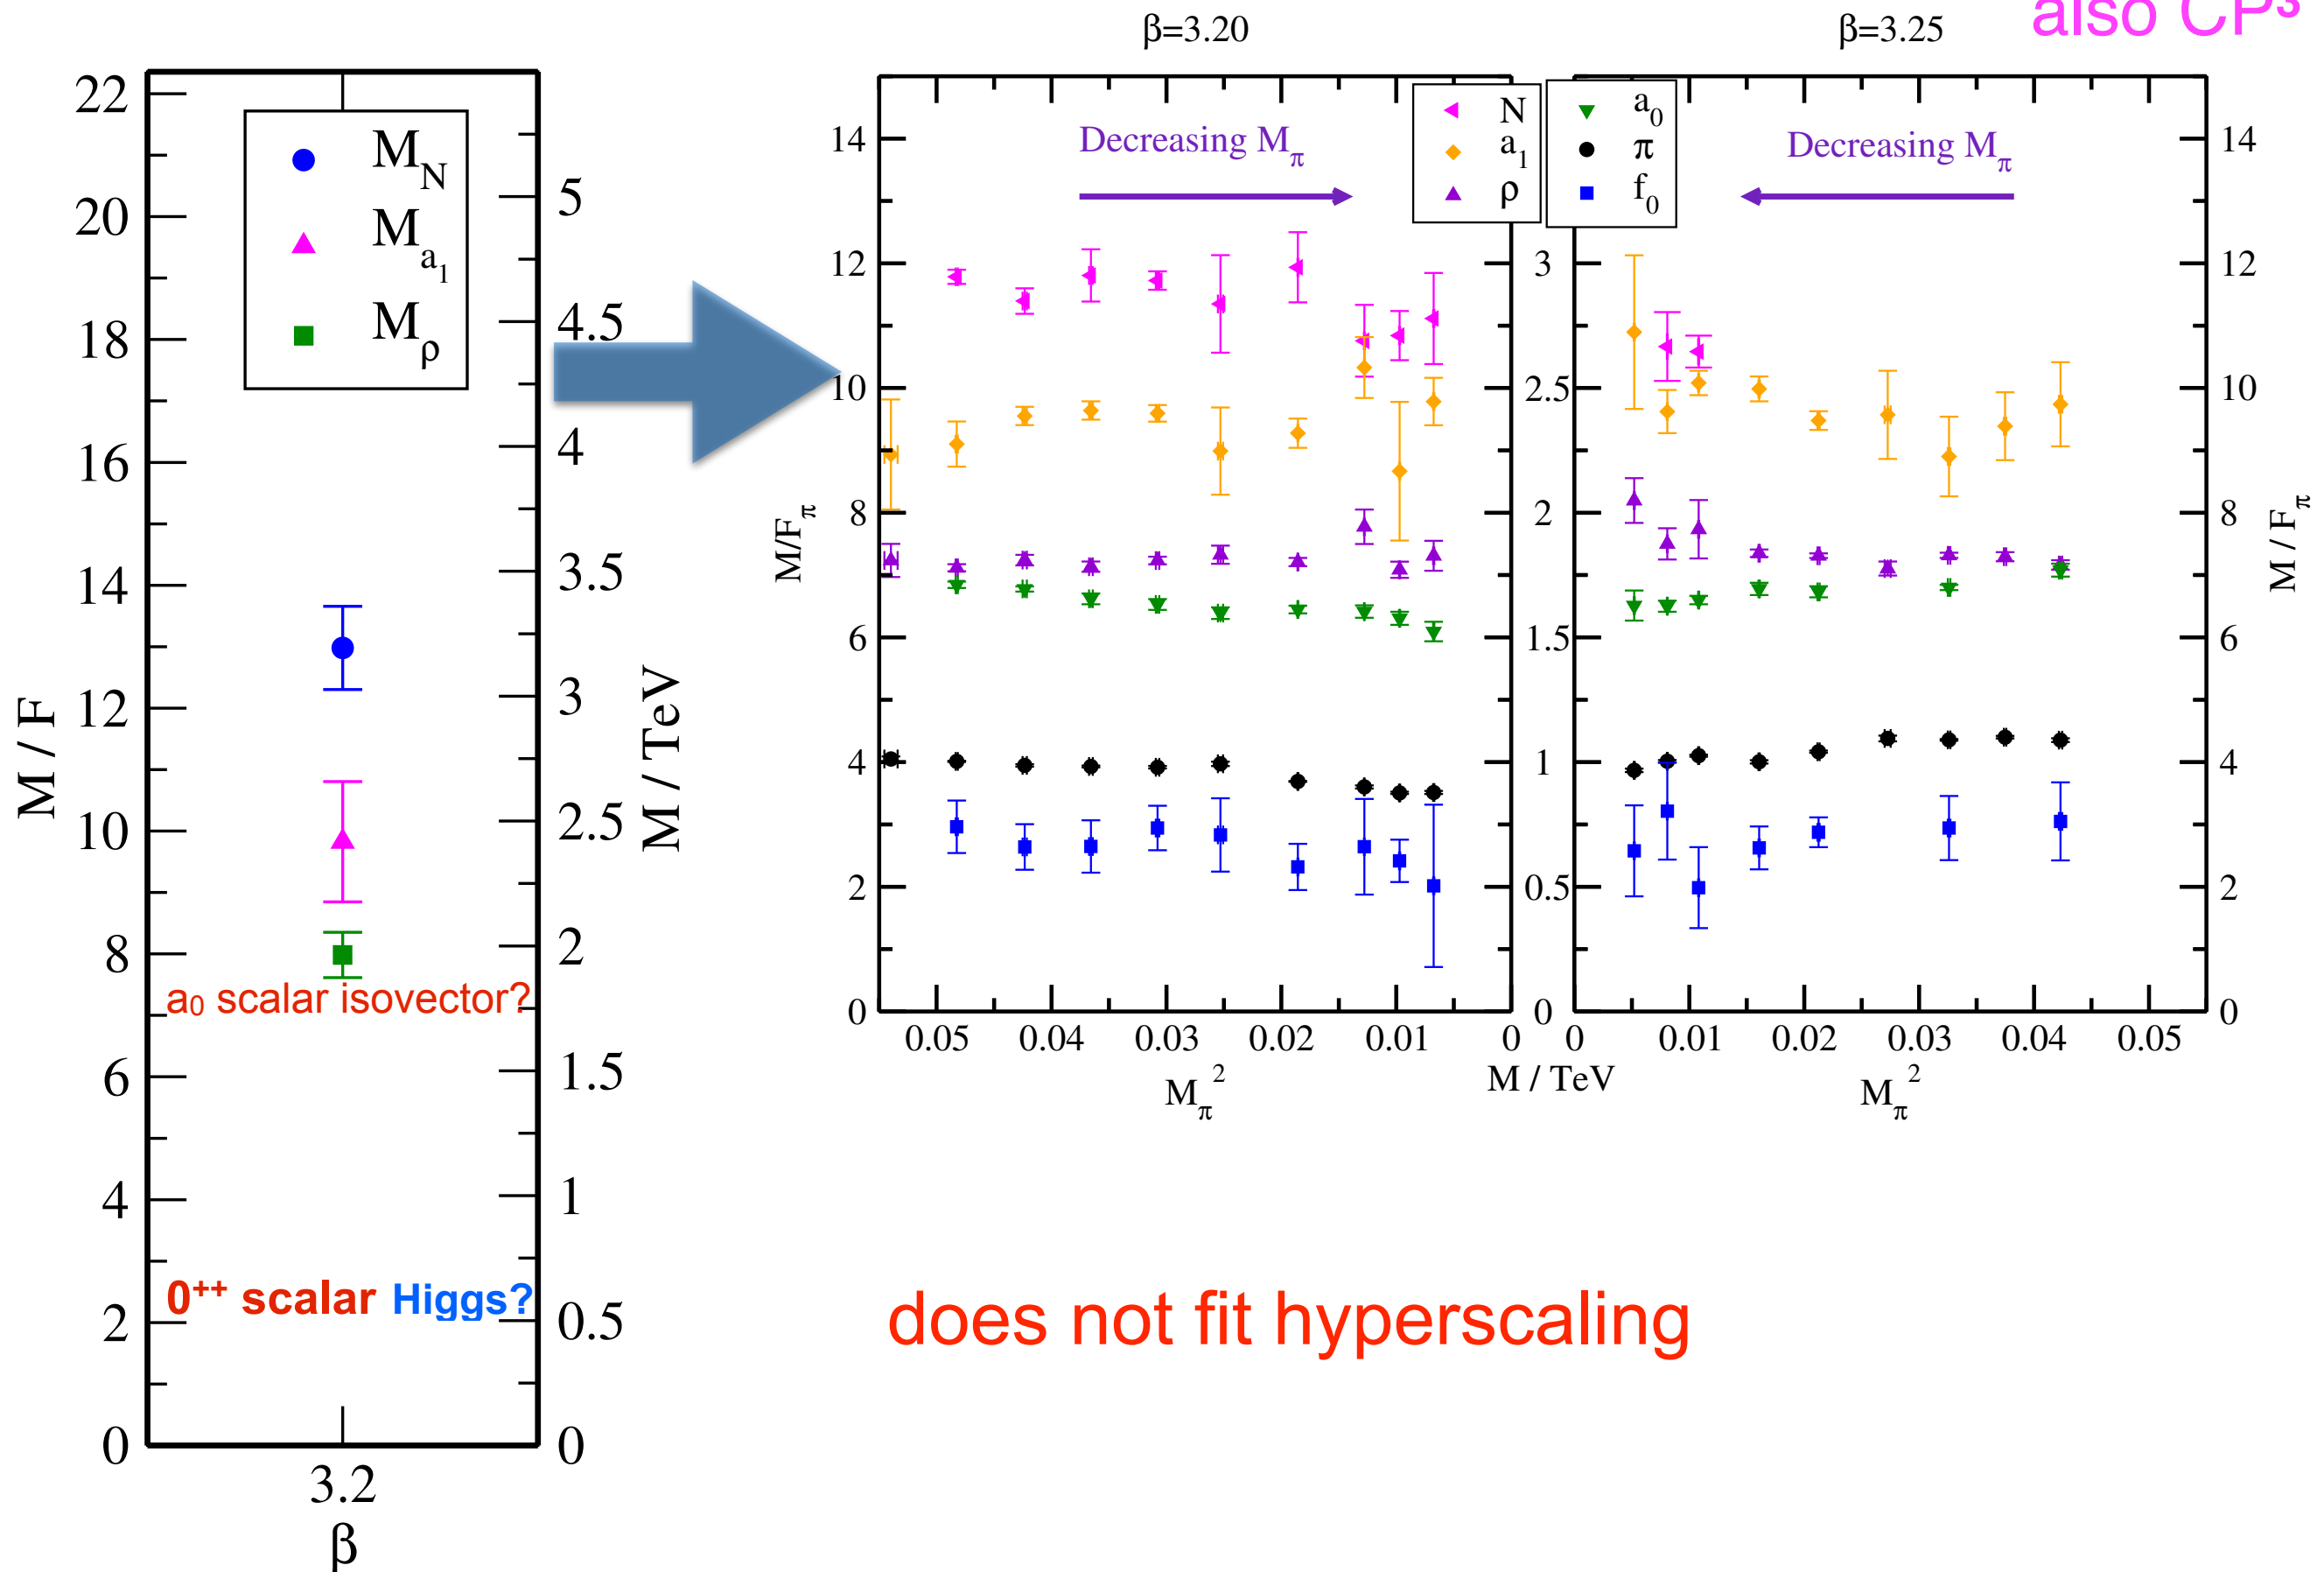 also CP³
β=3.20
β=3.25
22
20
18
16
14
12
10
8
6
4
2
0
M / F
M_N
M_a₁
M_ρ
5
4.5
4
3.5
3
2.5
2
1.5
1
0.5
0
M / TeV
a₀ scalar isovector?
0⁺⁺ scalar Higgs?
3.2
β
14
12
10
8
6
4
2
0
M/F_π
Decreasing M_π
N
a₁
ρ
a₀
π
f₀
Decreasing M_π
3
2.5
2
1.5
1
0.5
0
14
12
10
8
6
4
2
0
M / F_π
0.05 0.04 0.03 0.02 0.01 0
0 0.01 0.02 0.03 0.04 0.05
M_π²
M / TeV
M_π²
does not fit hyperscaling